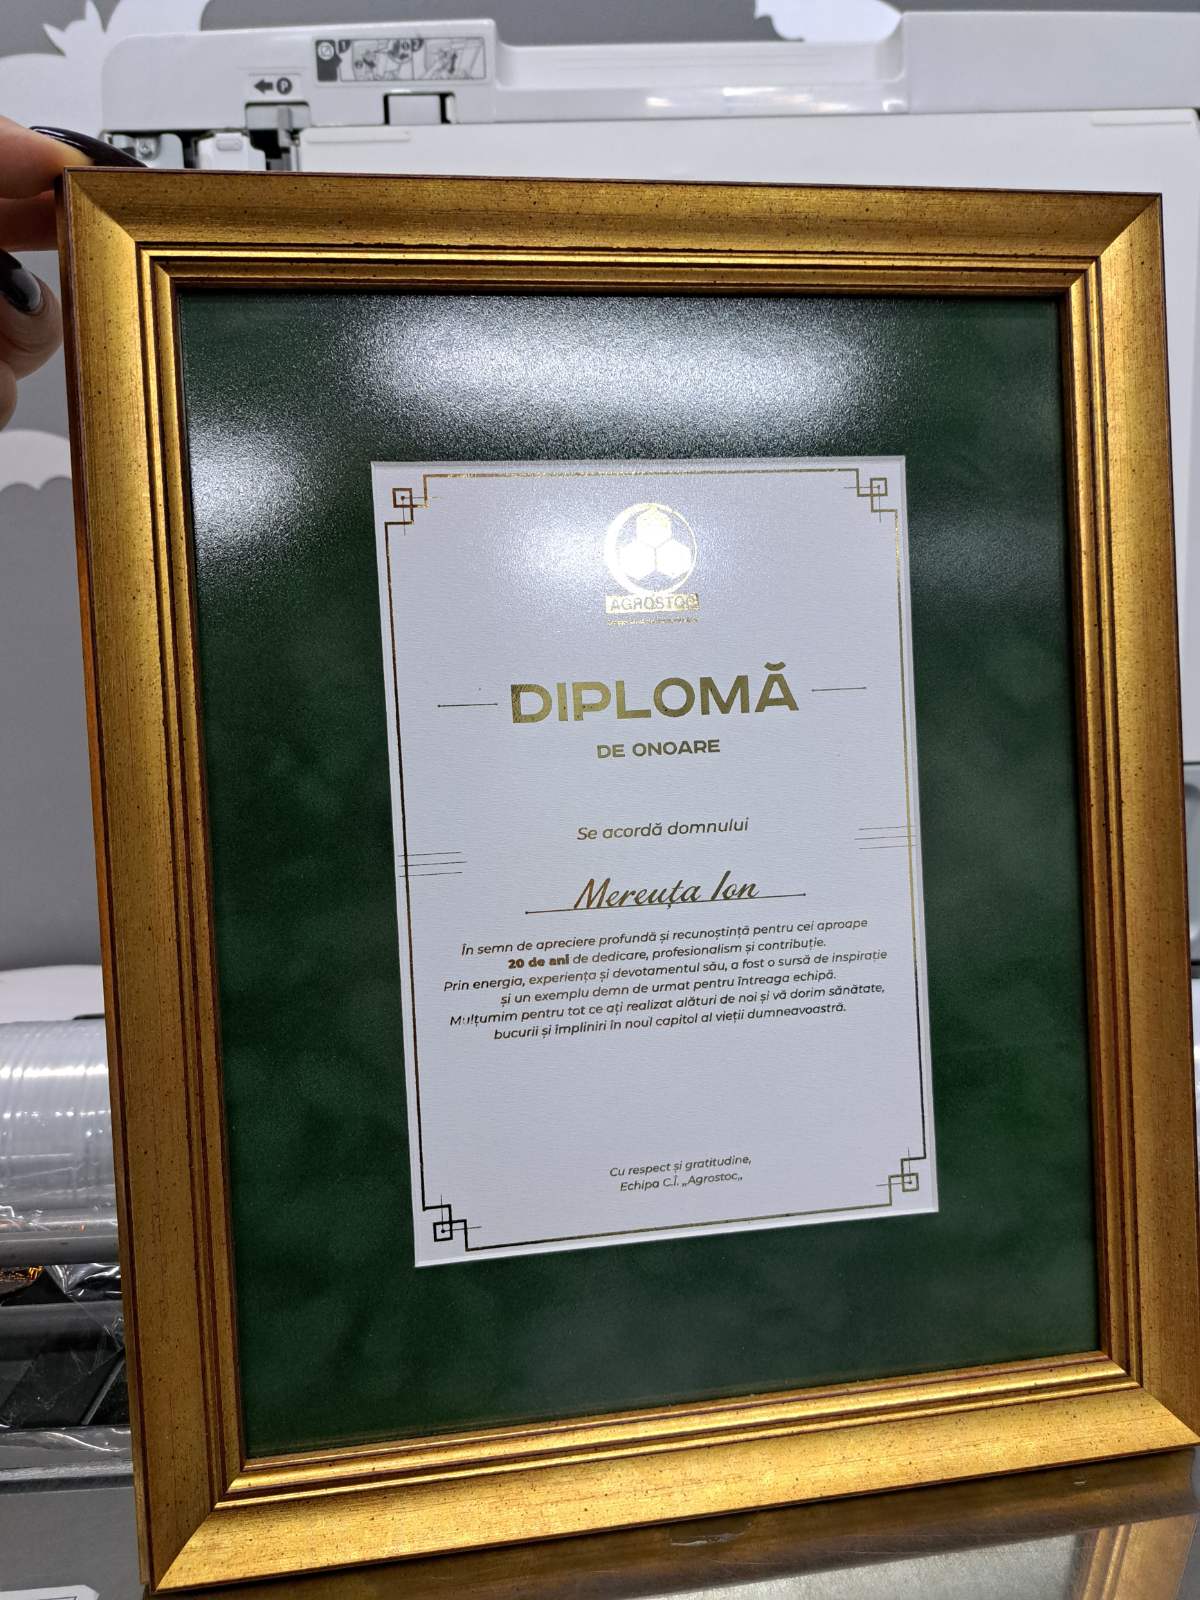 1
2
P
AGROSTOC
DIPLOMĂ
DE ONOARE
Se acordă domnului
Mereuța Ion
În semn de apreciere profundă și recunoștință pentru cei aproape
20 de ani de dedicare, profesionalism și contribuție.
Prin energia, experiența și devotamentul său, a fost o sursă de inspirație
și un exemplu demn de urmat pentru întreaga echipă.
Mulțumim pentru tot ce ați realizat alături de noi și vă dorim sănătate,
bucurii și împliniri în noul capitol al vieții dumneavoastră.
Cu respect și gratitudine,
Echipa C.I. „Agrostoc„